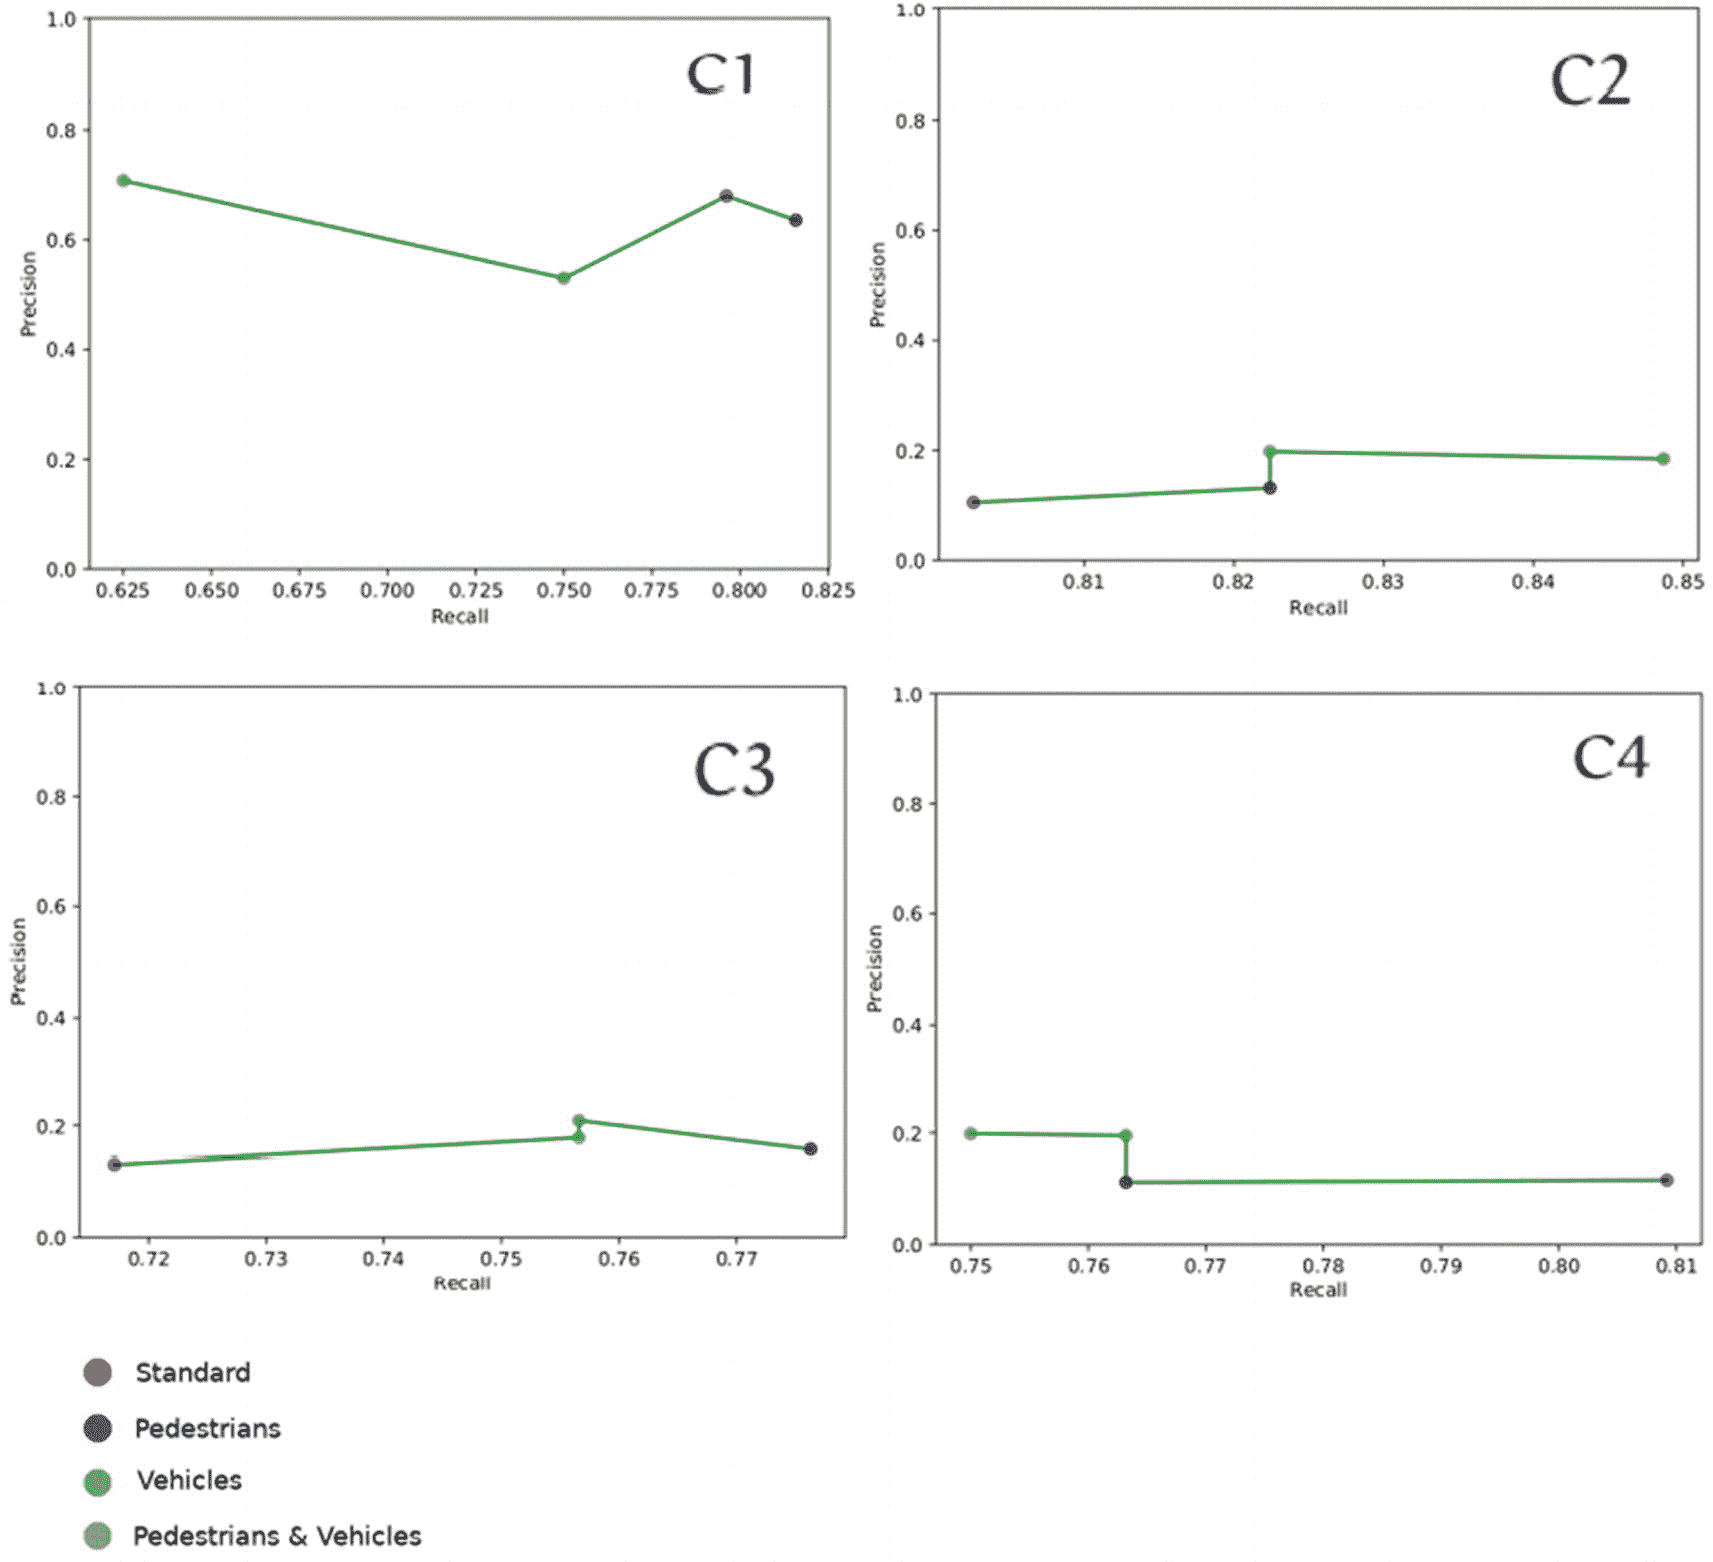 C1
1.0
0.8
0.6
0.4
0.2
0.0
Precision
0.625 0.650 0.675 0.700 0.725 0.750 0.775 0.800 0.825
Recall
C2
1.0
0.8
0.6
0.4
0.2
0.0
Precision
0.81 0.82 0.83 0.84 0.85
Recall
C3
1.0
0.8
0.6
0.4
0.2
0.0
Precision
0.72 0.73 0.74 0.75 0.76 0.77
Recall
C4
1.0
0.8
0.6
0.4
0.2
0.0
Precision
0.75 0.76 0.77 0.78 0.79 0.80 0.81
Recall
Standard
Pedestrians
Vehicles
Pedestrians & Vehicles